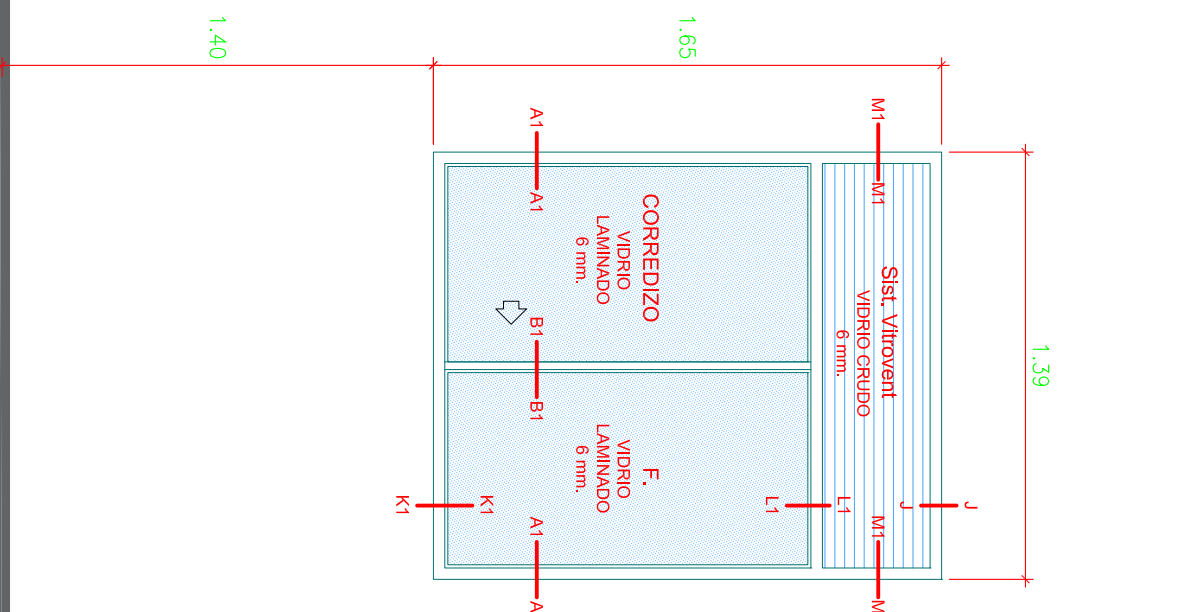 1.40
1.65
1.39
M1
M1
Sist. Vitrovent
VIDRIO CRUDO
6 mm.
J
J
L1
L1
M1
M
CORREDIZO
VIDRIO
LAMINADO
6 mm.
F.
VIDRIO
LAMINADO
6 mm.
A1
A1
B1
B1
A1
A
K1
K1